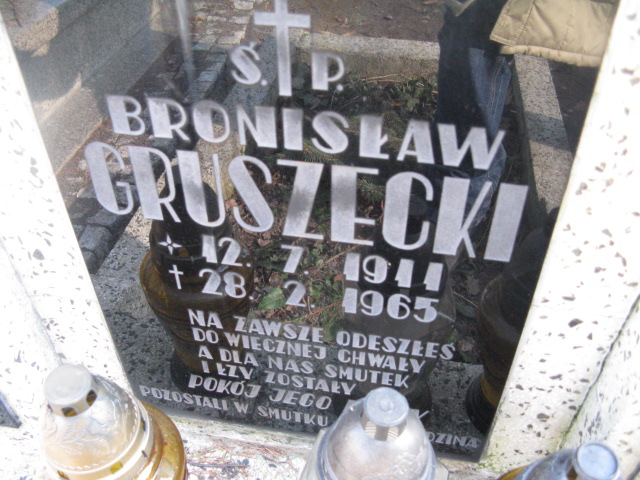 Ś. P.
BRONISŁAW
GRUSZECKI
12. 7. 1911
28. 2. 1965
NA ZAWSZE ODESZŁEŚ
DO WIECZNEJ CHWAŁY
A DLA NAS SMUTEK
I ŁZY ZOSTAŁY
POKÓJ JEGO
POZOSTALI W SMUTKU